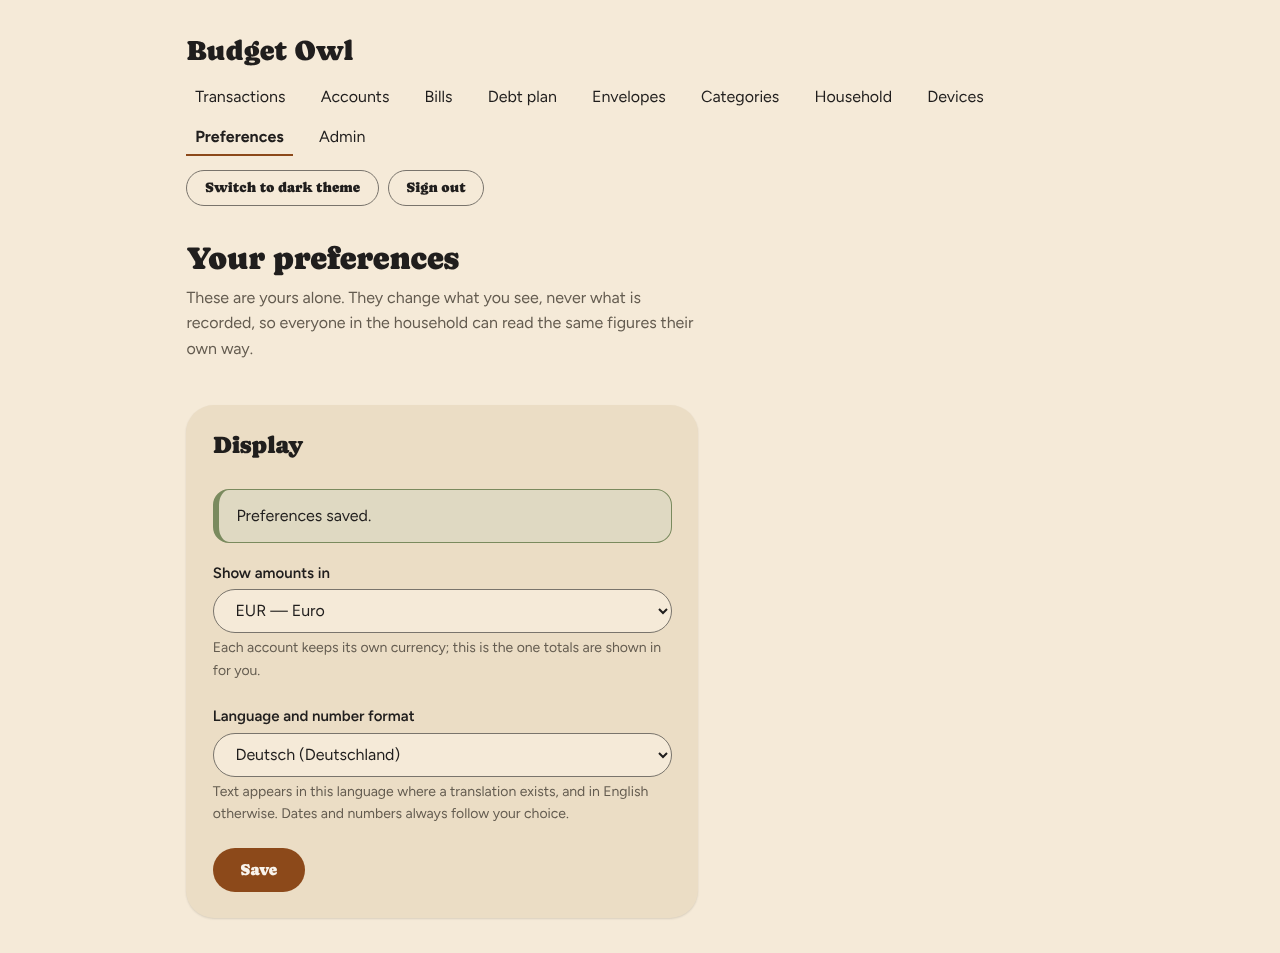 Budget Owl
Transactions Accounts Bills Debt plan Envelopes Categories Household Devices
Preferences Admin
Switch to dark theme Sign out
Your preferences
These are yours alone. They change what you see, never what is
recorded, so everyone in the household can read the same figures their
own way.
Display
Preferences saved.
Show amounts in
EUR — Euro
Each account keeps its own currency; this is the one totals are shown in
for you.
Language and number format
Deutsch (Deutschland)
Text appears in this language where a translation exists, and in English
otherwise. Dates and numbers always follow your choice.
Save